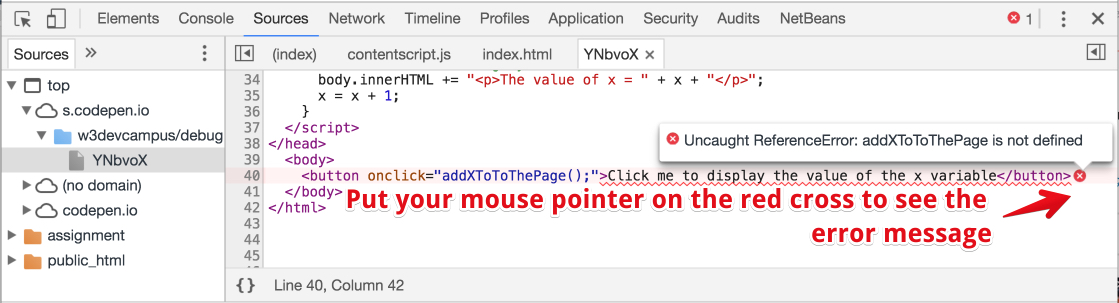 Elements Console Sources Network Timeline Profiles Application Security Audits NetBeans 1
Sources » (index) contentscript.js index.html YNbvoX ×
top
s.codepen.io
w3devcampus/debug
YNbvoX
(no domain)
codepen.io
assignment
public_html
34 body.innerHTML += "<p>The value of x = " + x + "</p>";
35 x = x + 1;
36 }
37 </script>
38 </head>
39 <body>
40 <button onclick="addXToToThePage();">Click me to display the value of the x variable</button>
41 </body>
42 </html>
43
44
45
Uncaught ReferenceError: addXToToThePage is not defined
Put your mouse pointer on the red cross to see the
error message
{} Line 40, Column 42